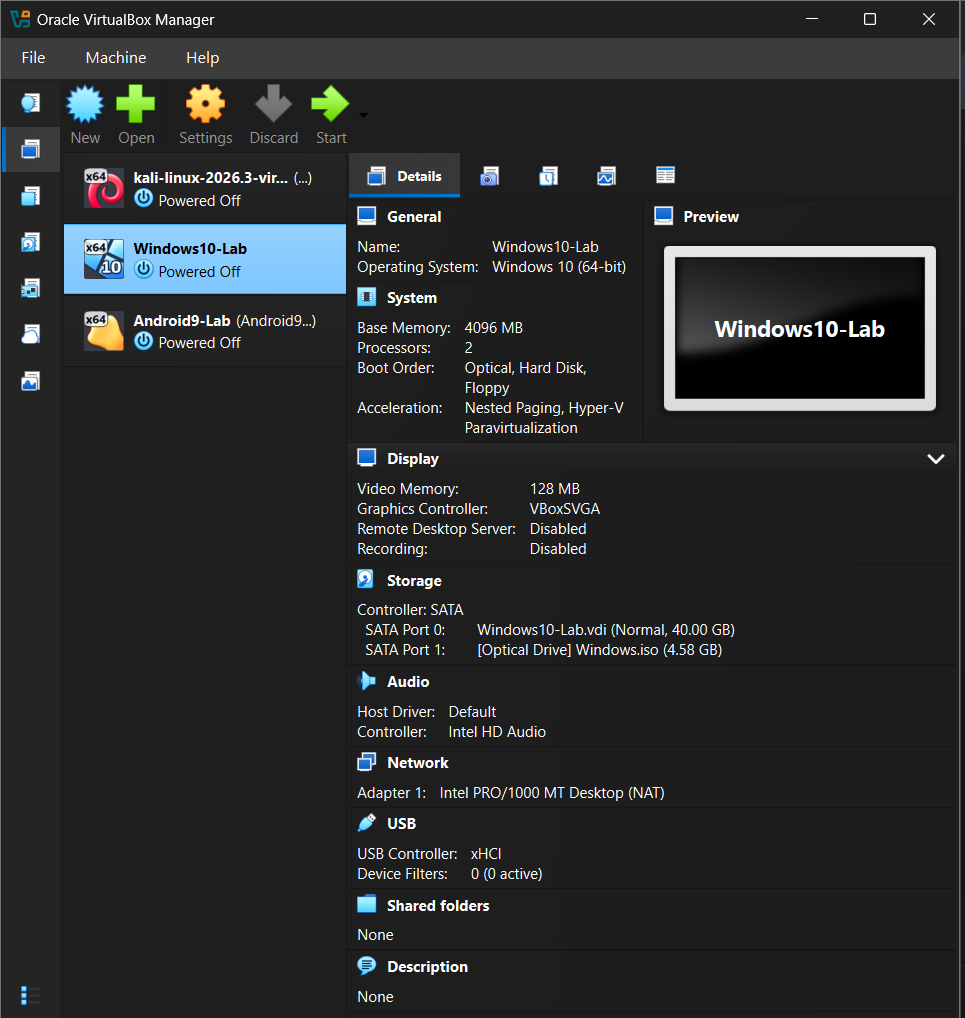 Oracle VirtualBox Manager
File Machine Help
New Open Settings Discard Start
x64 kali-linux-2026.3-vir... (...)
Powered Off
x64 10 Windows10-Lab
Powered Off
x64 Android9-Lab (Android9...)
Powered Off
Details
General
Name: Windows10-Lab
Operating System: Windows 10 (64-bit)
System
Base Memory: 4096 MB
Processors: 2
Boot Order: Optical, Hard Disk,
Floppy
Acceleration: Nested Paging, Hyper-V
Paravirtualization
Preview
Windows10-Lab
Display
Video Memory: 128 MB
Graphics Controller: VBoxSVGA
Remote Desktop Server: Disabled
Recording: Disabled
Storage
Controller: SATA
SATA Port 0: Windows10-Lab.vdi (Normal, 40.00 GB)
SATA Port 1: [Optical Drive] Windows.iso (4.58 GB)
Audio
Host Driver: Default
Controller: Intel HD Audio
Network
Adapter 1: Intel PRO/1000 MT Desktop (NAT)
USB
USB Controller: xHCI
Device Filters: 0 (0 active)
Shared folders
None
Description
None